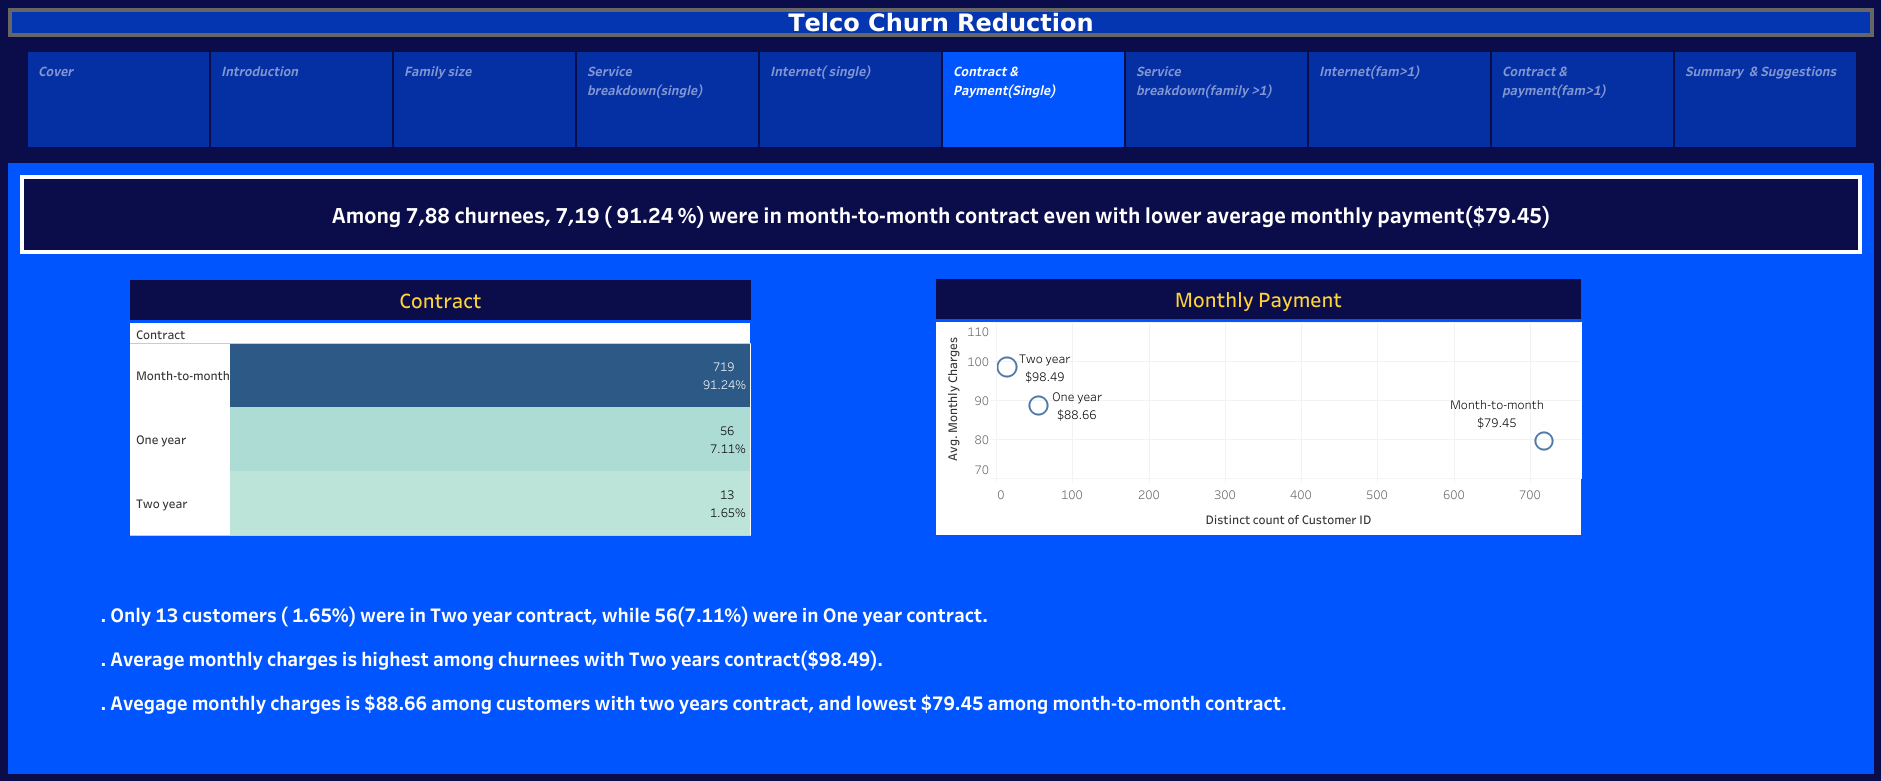 Telco Churn Reduction
Cover
Introduction
Family size
Service
breakdown(single)
Internet( single)
Contract &
Payment(Single)
Service
breakdown(family >1)
Internet(fam>1)
Contract &
payment(fam>1)
Summary & Suggestions
Among 7,88 churnees, 7,19 ( 91.24 %) were in month-to-month contract even with lower average monthly payment($79.45)
Contract
Contract
Month-to-month
719
91.24%
One year
56
7.11%
Two year
13
1.65%
Monthly Payment
Avg. Monthly Charges
110
100
90
80
70
Two year
$98.49
One year
$88.66
Month-to-month
$79.45
0 100 200 300 400 500 600 700
Distinct count of Customer ID
. Only 13 customers ( 1.65%) were in Two year contract, while 56(7.11%) were in One year contract.
. Average monthly charges is highest among churnees with Two years contract($98.49).
. Avegage monthly charges is $88.66 among customers with two years contract, and lowest $79.45 among month-to-month contract.